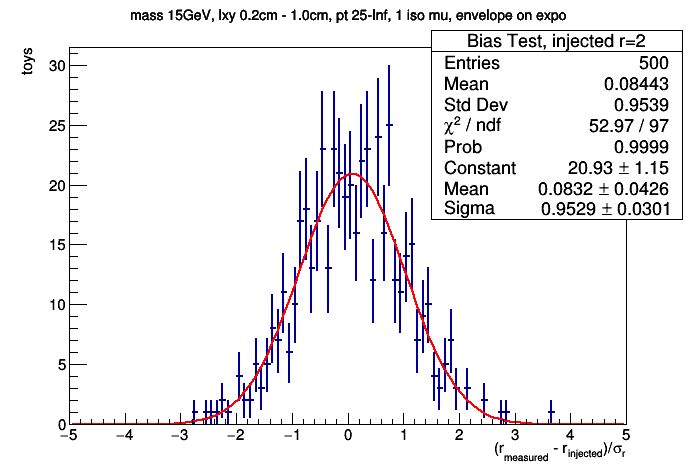 mass 15GeV, lxy 0.2cm - 1.0cm, pt 25-Inf, 1 iso mu, envelope on expo
toys
Bias Test, injected r=2
Entries 500
Mean 0.08443
Std Dev 0.9539
χ² / ndf 52.97 / 97
Prob 0.9999
Constant 20.93 ± 1.15
Mean 0.0832 ± 0.0426
Sigma 0.9529 ± 0.0301
30
25
20
15
10
5
0
−5 −4 −3 −2 −1 0 1 2 3 4 5
(r_measured - r_injected)/σ_r